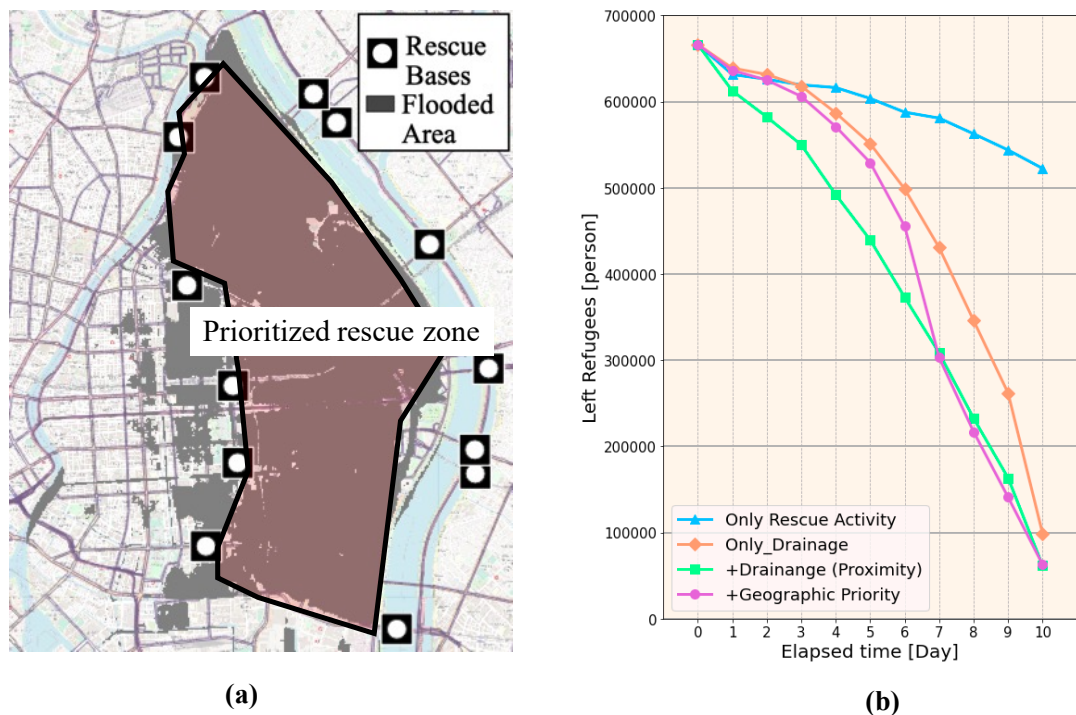 Rescue
Bases
Flooded
Area
Prioritized rescue zone
(a)
700000
600000
500000
400000
300000
200000
100000
0
Left Refugees [person]
Only Rescue Activity
Only_Drainage
+Drainange (Proximity)
+Geographic Priority
0 1 2 3 4 5 6 7 8 9 10
Elapsed time [Day]
(b)